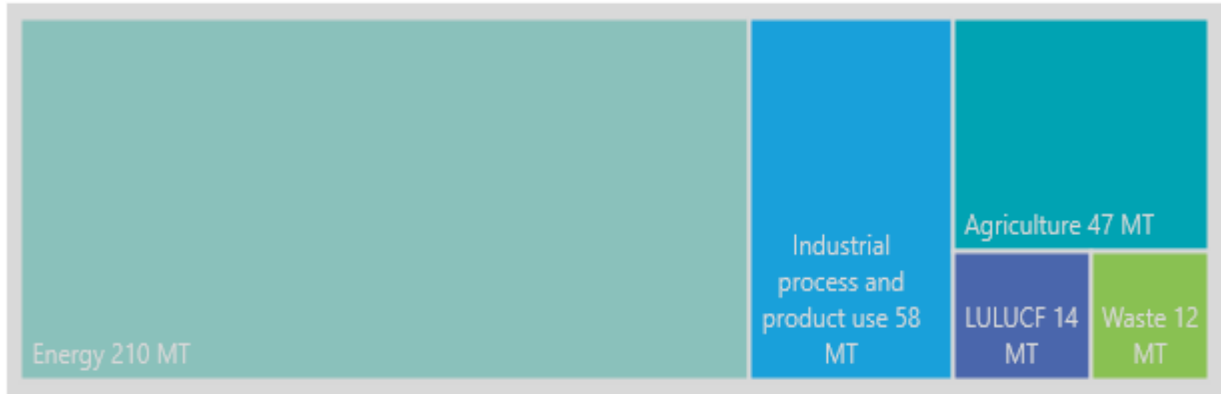 Energy 210 MT
Industrial
process and
product use 58
MT
Agriculture 47 MT
LULUCF 14
MT
Waste 12
MT